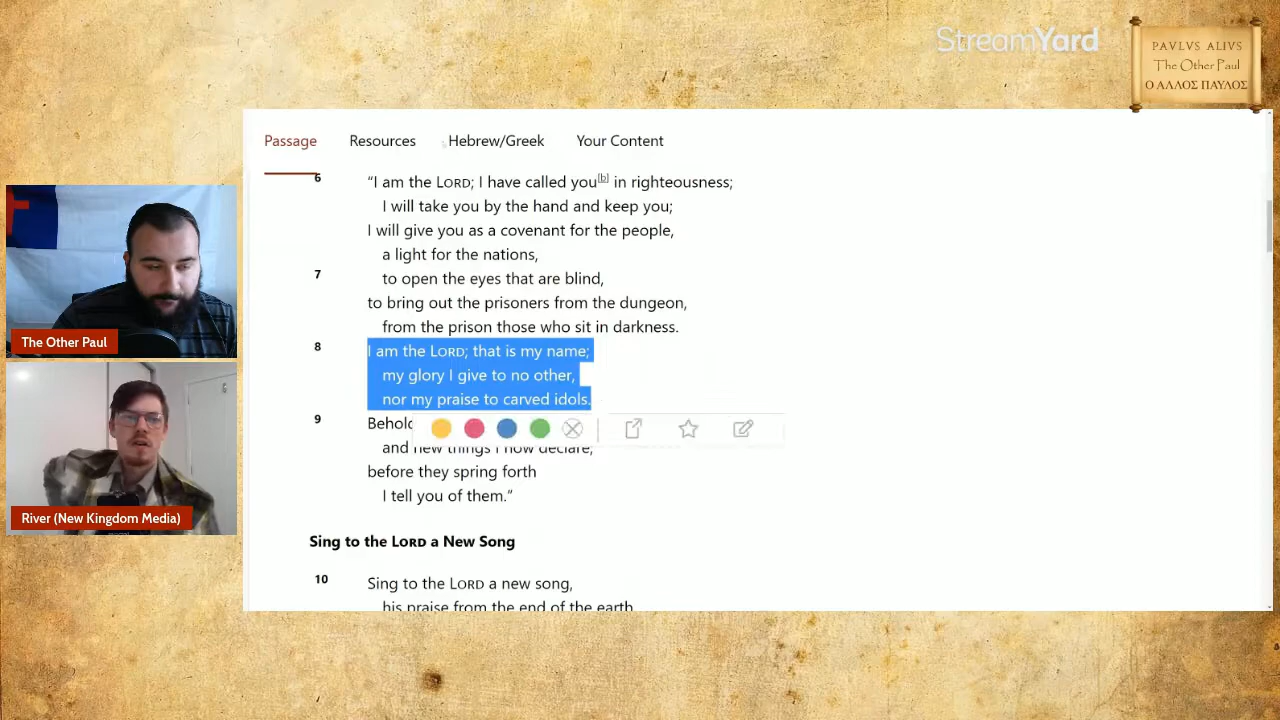 StreamYard
PAVLVS ALIVS
The Other Paul
Ο ΑΛΛΟΣ ΠΑΥΛΟΣ
Passage Resources Hebrew/Greek Your Content
6 “I am the LORD; I have called you[b] in righteousness;
I will take you by the hand and keep you;
I will give you as a covenant for the people,
a light for the nations,
7 to open the eyes that are blind,
to bring out the prisoners from the dungeon,
from the prison those who sit in darkness.
8 I am the LORD; that is my name;
my glory I give to no other,
nor my praise to carved idols.
9 Behold
and new things I now declare;
before they spring forth
I tell you of them.”
Sing to the LORD a New Song
10 Sing to the LORD a new song,
his praise from the end of the earth
The Other Paul
River (New Kingdom Media)